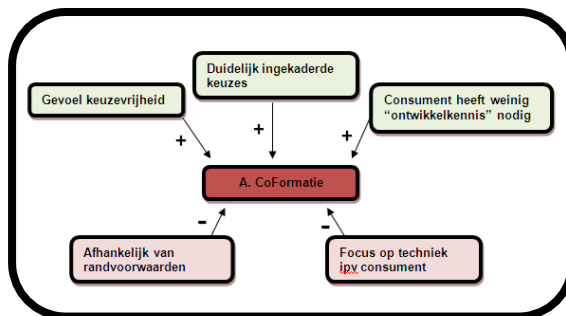 Duidelijk ingekaderde
keuzes
Gevoel keuzevrijheid
Consument heeft weinig
“ontwikkelkennis” nodig
+
+
+
A. CoFormatie
-
-
Afhankelijk van
randvoorwaarden
Focus op techniek
ipv consument